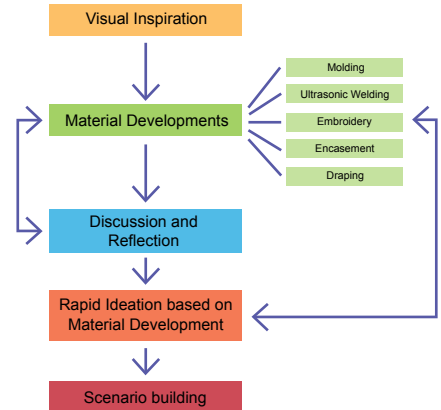 Visual Inspiration
Material Developments
Molding
Ultrasonic Welding
Embroidery
Encasement
Draping
Discussion and
Reflection
Rapid Ideation based on
Material Development
Scenario building